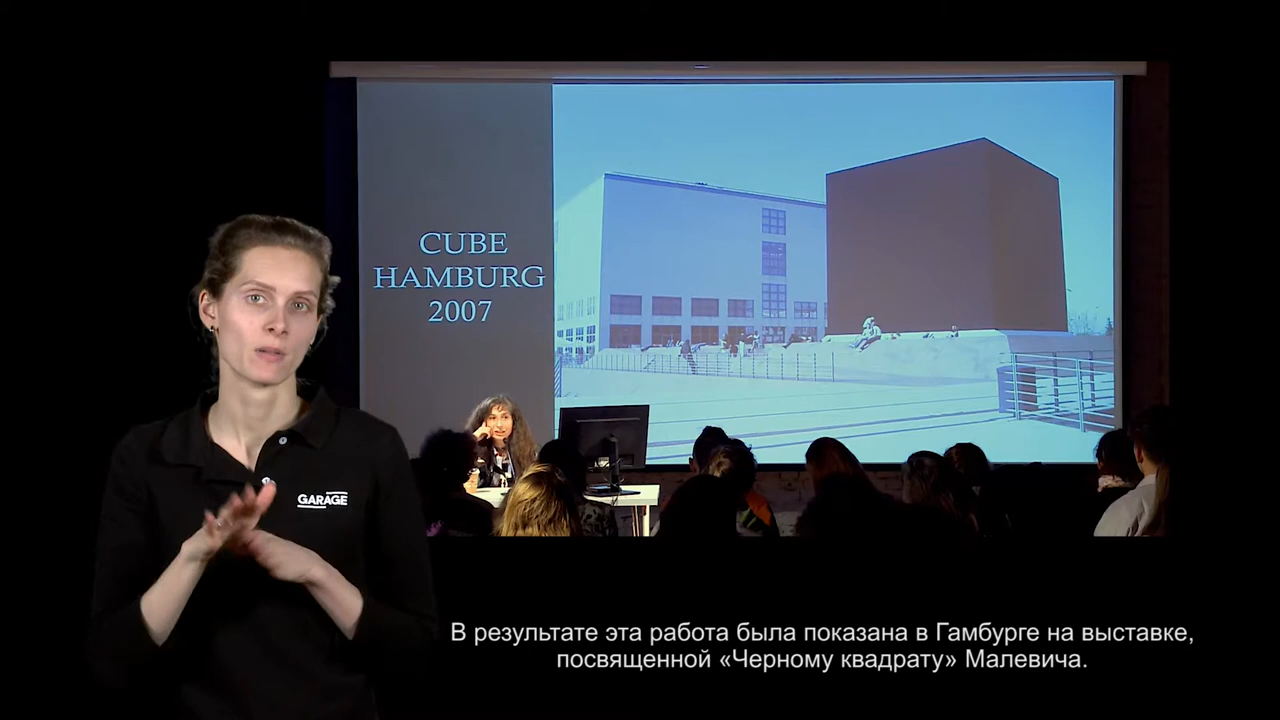 CUBE
HAMBURG
2007
GARAGE
В результате эта работа была показана в Гамбурге на выставке,
посвященной «Черному квадрату» Малевича.